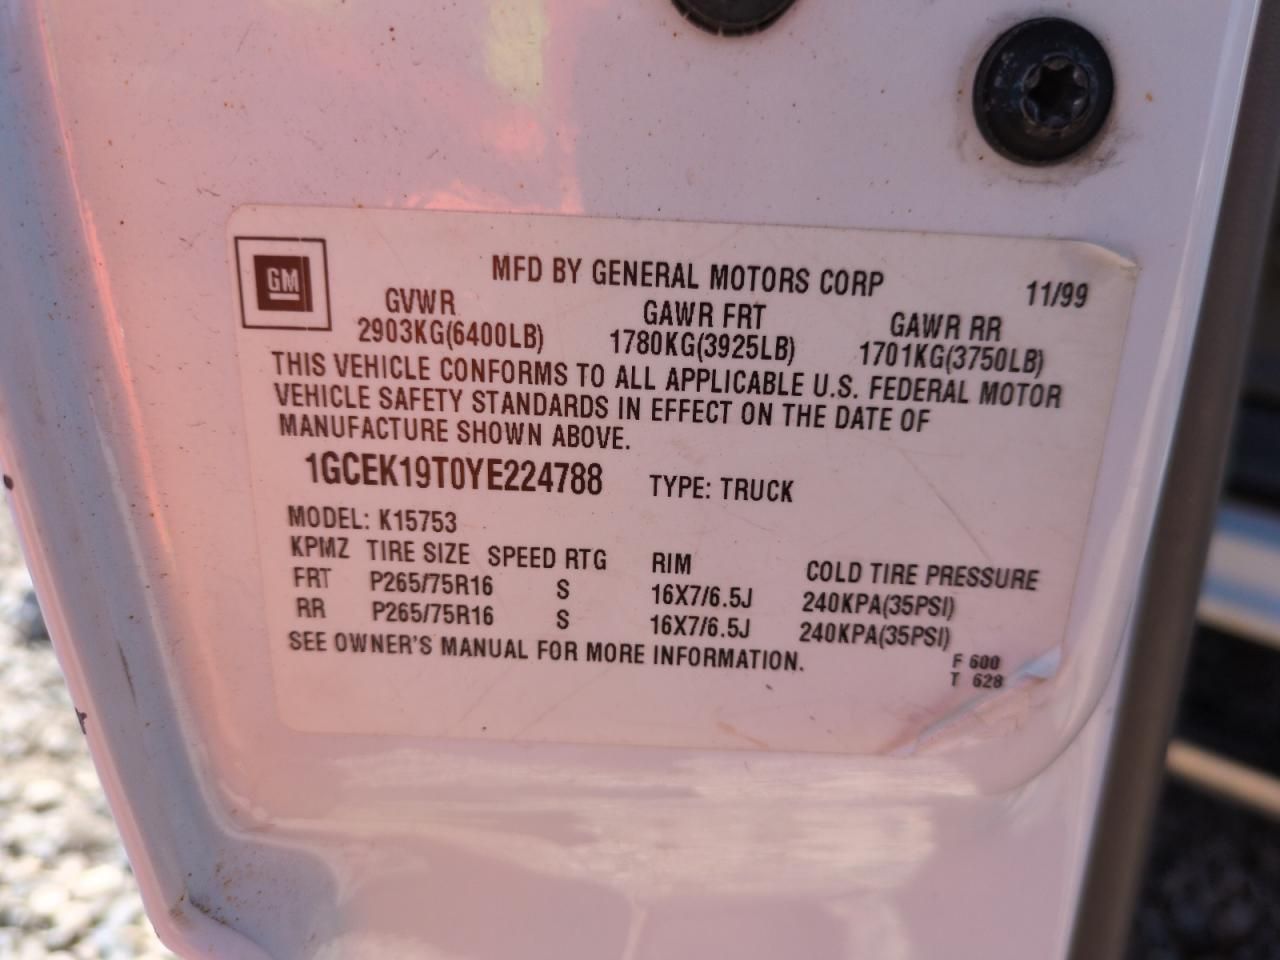 GM
MFD BY GENERAL MOTORS CORP 11/99
GVWR GAWR FRT GAWR RR
2903KG(6400LB) 1780KG(3925LB) 1701KG(3750LB)
THIS VEHICLE CONFORMS TO ALL APPLICABLE U.S. FEDERAL MOTOR
VEHICLE SAFETY STANDARDS IN EFFECT ON THE DATE OF
MANUFACTURE SHOWN ABOVE.
1GCEK19T0YE224788 TYPE: TRUCK
MODEL: K15753
KPMZ TIRE SIZE SPEED RTG RIM COLD TIRE PRESSURE
FRT P265/75R16 S 16X7/6.5J 240KPA(35PSI)
RR P265/75R16 S 16X7/6.5J 240KPA(35PSI)
SEE OWNER'S MANUAL FOR MORE INFORMATION.
F 600
T 628